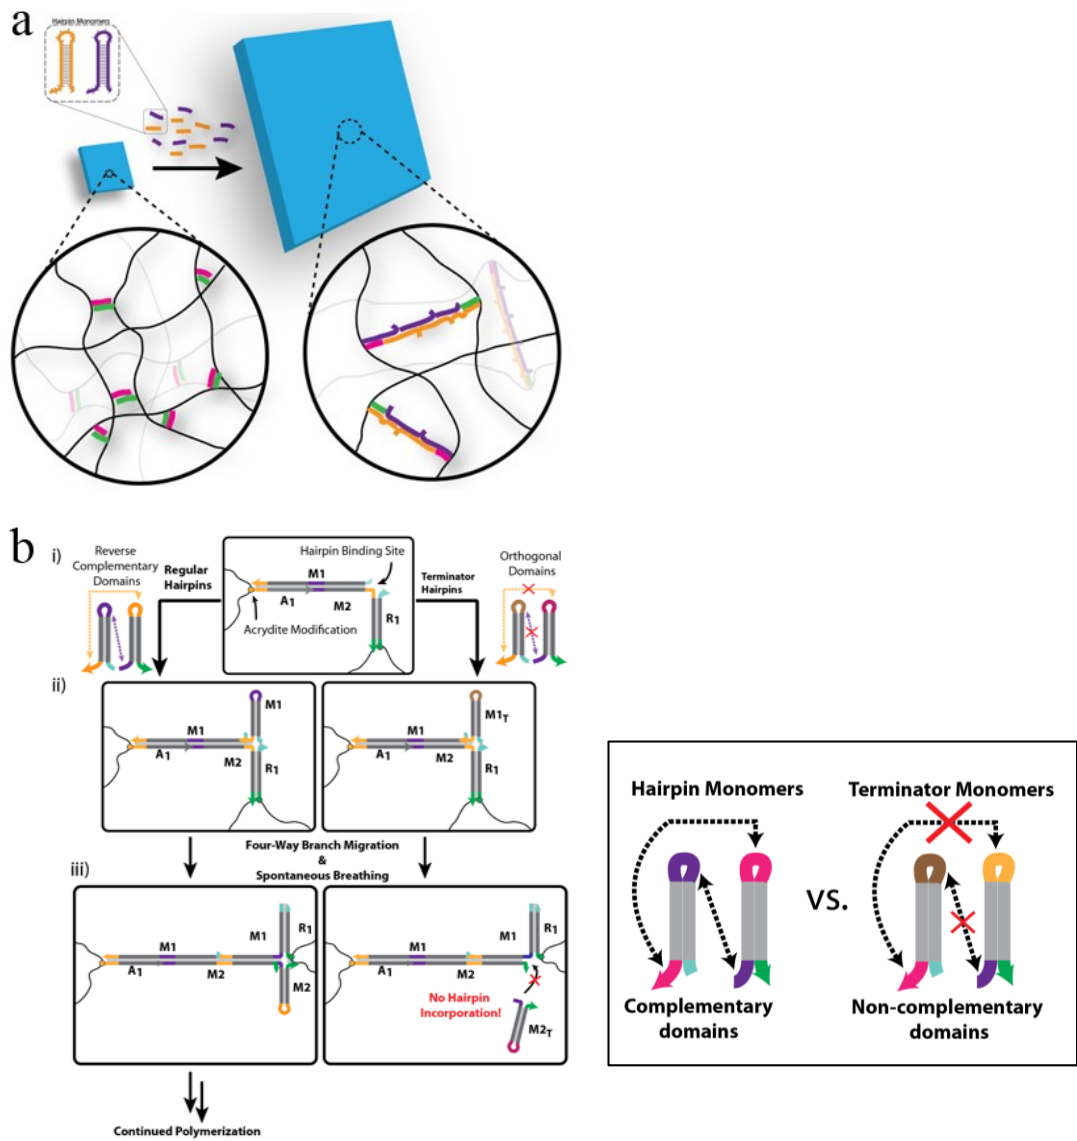 a
Hairpin Monomers
b
i)
Reverse
Complementary
Domains
Regular
Hairpins
Hairpin Binding Site
M1
A1
M2
R1
Acrydite Modification
Terminator
Hairpins
Orthogonal
Domains
ii)
M1
M1
A1
M2
R1
M1T
M1
A1
M2
R1
Four-Way Branch Migration
&
Spontaneous Breathing
iii)
M1
M1
R1
A1
M2
M2
M1
M1
R1
A1
M2
No Hairpin
Incorporation!
M2T
Continued Polymerization
Hairpin Monomers
Terminator Monomers
vs.
Complementary
domains
Non-complementary
domains